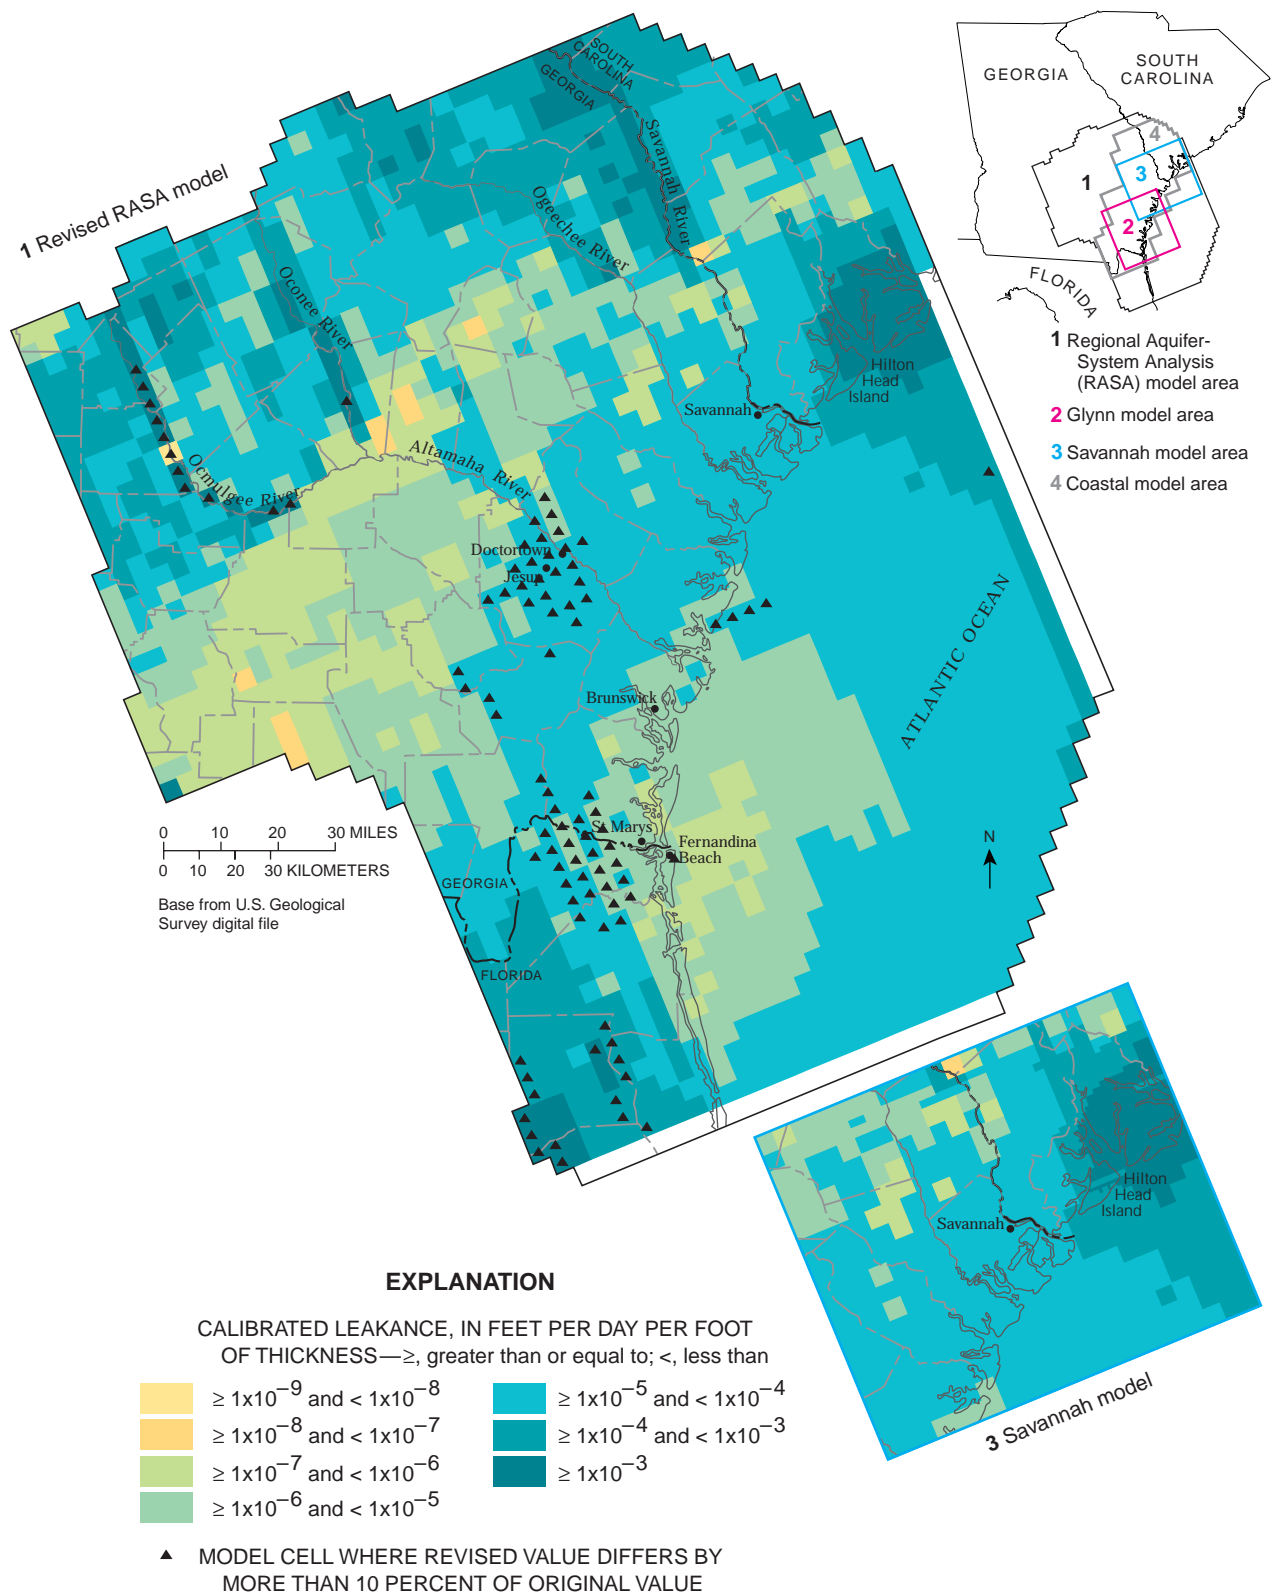 1 Revised RASA model
SOUTH
CAROLINA
GEORGIA
Savannah River
Ogeechee River
Oconee River
Ocmulgee River
Altamaha River
Hilton
Head
Island
Savannah
Doctortown
Jesup
Brunswick
ATLANTIC OCEAN
St Marys
Fernandina
Beach
GEORGIA
FLORIDA
N
0 10 20 30 MILES
0 10 20 30 KILOMETERS
Base from U.S. Geological
Survey digital file
GEORGIA
SOUTH
CAROLINA
FLORIDA
1
2
3
4
1 Regional Aquifer-
System Analysis
(RASA) model area
2 Glynn model area
3 Savannah model area
4 Coastal model area
Hilton
Head
Island
Savannah
3 Savannah model
EXPLANATION
CALIBRATED LEAKANCE, IN FEET PER DAY PER FOOT
OF THICKNESS—≥, greater than or equal to; <, less than
≥ 1x10⁻⁹ and < 1x10⁻⁸
≥ 1x10⁻⁸ and < 1x10⁻⁷
≥ 1x10⁻⁷ and < 1x10⁻⁶
≥ 1x10⁻⁶ and < 1x10⁻⁵
≥ 1x10⁻⁵ and < 1x10⁻⁴
≥ 1x10⁻⁴ and < 1x10⁻³
≥ 1x10⁻³
MODEL CELL WHERE REVISED VALUE DIFFERS BY
MORE THAN 10 PERCENT OF ORIGINAL VALUE